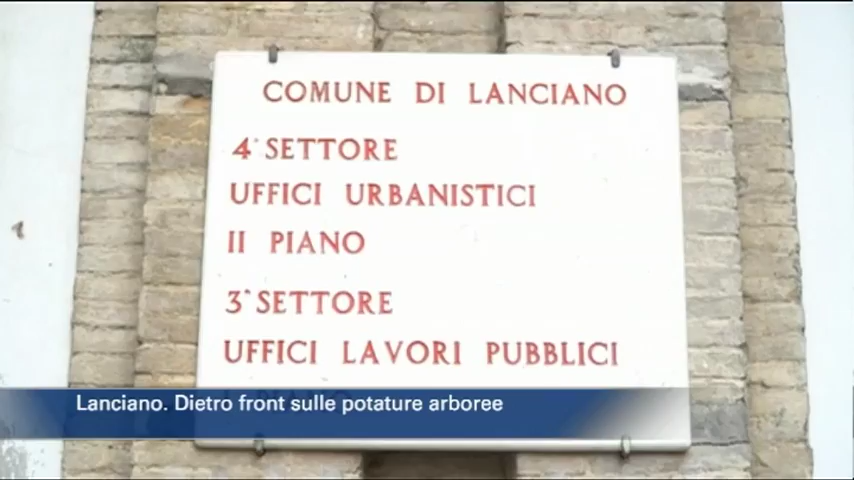 COMUNE DI LANCIANO
4° SETTORE
UFFICI URBANISTICI
II PIANO
3° SETTORE
UFFICI LAVORI PUBBLICI
Lanciano. Dietro front sulle potature arboree